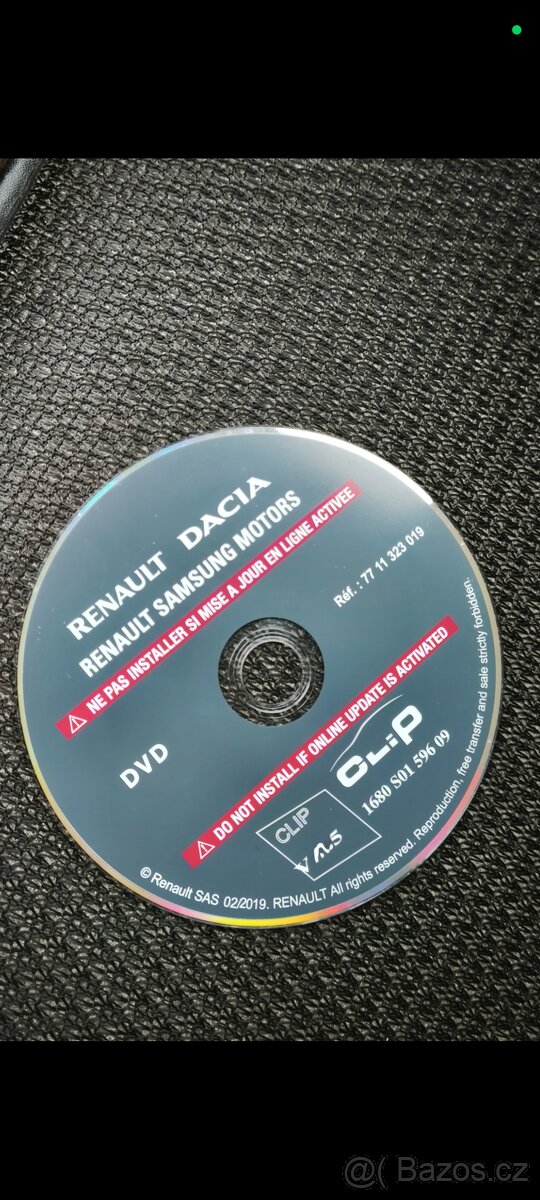 RENAULT DACIA
RENAULT SAMSUNG MOTORS
NE PAS INSTALLER SI MISE A JOUR EN LIGNE ACTIVEE
Réf. : 77 11 323 019
DVD
DO NOT INSTALL IF ONLINE UPDATE IS ACTIVATED
CLIP
CLIP
V
1680 S01 596 09
© Renault SAS 02/2019. RENAULT All rights reserved. Reproduction, free transfer and sale strictly forbidden.
@( Bazos.cz